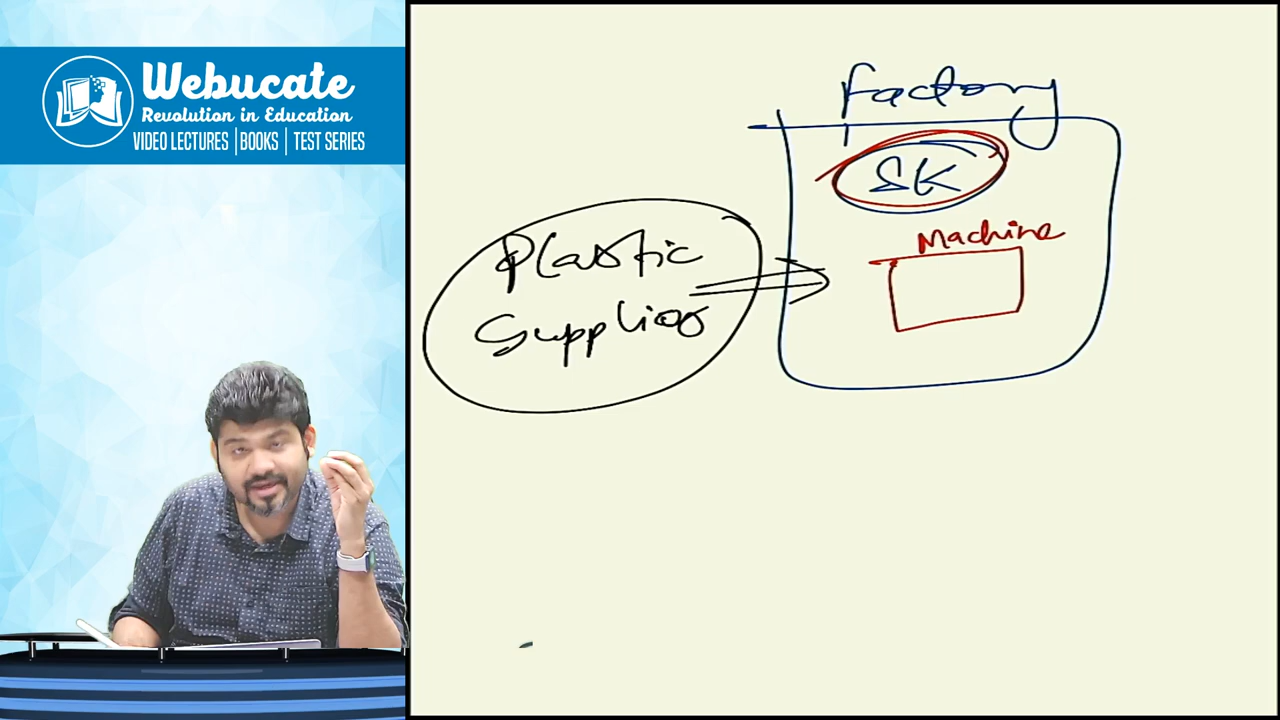 Webucate
Revolution in Education
VIDEO LECTURES | BOOKS | TEST SERIES
Factory
SK
Machine
Plastic
Supplier